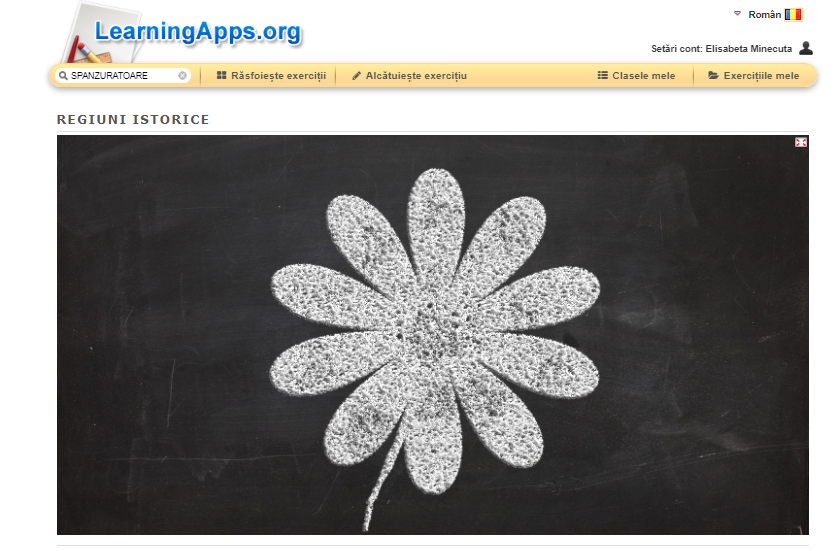 LearningApps.org
Român
Setări cont: Elisabeta Minecuta
SPANZURATOARE
Răsfoiește exerciții
Alcătuiește exercițiu
Clasele mele
Exercițiile mele
REGIUNI ISTORICE